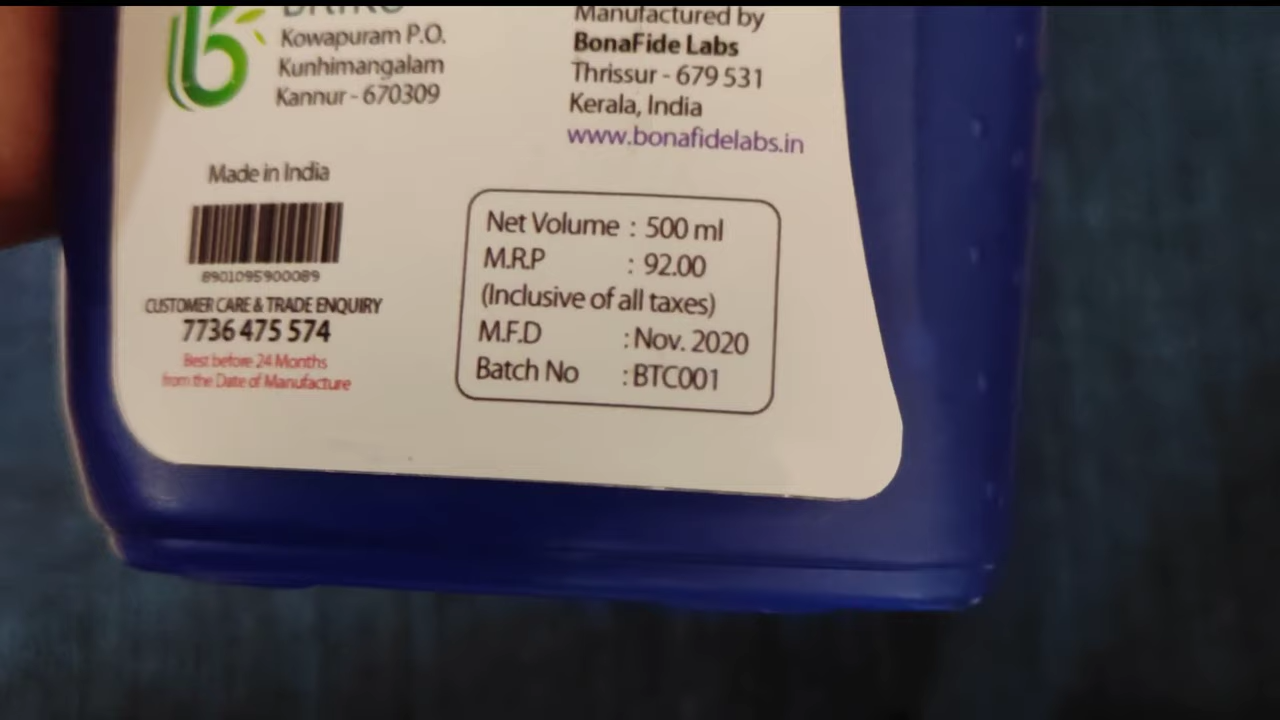 Kowapuram P.O.
Kunhimangalam
Kannur - 670309
Manufactured by
BonaFide Labs
Thrissur - 679 531
Kerala, India
www.bonafidelabs.in
Made in India
8901095900089
CUSTOMER CARE & TRADE ENQUIRY
7736 475 574
Best before 24 Months
from the Date of Manufacture
Net Volume : 500 ml
M.R.P : 92.00
(Inclusive of all taxes)
M.F.D : Nov. 2020
Batch No : BTC001